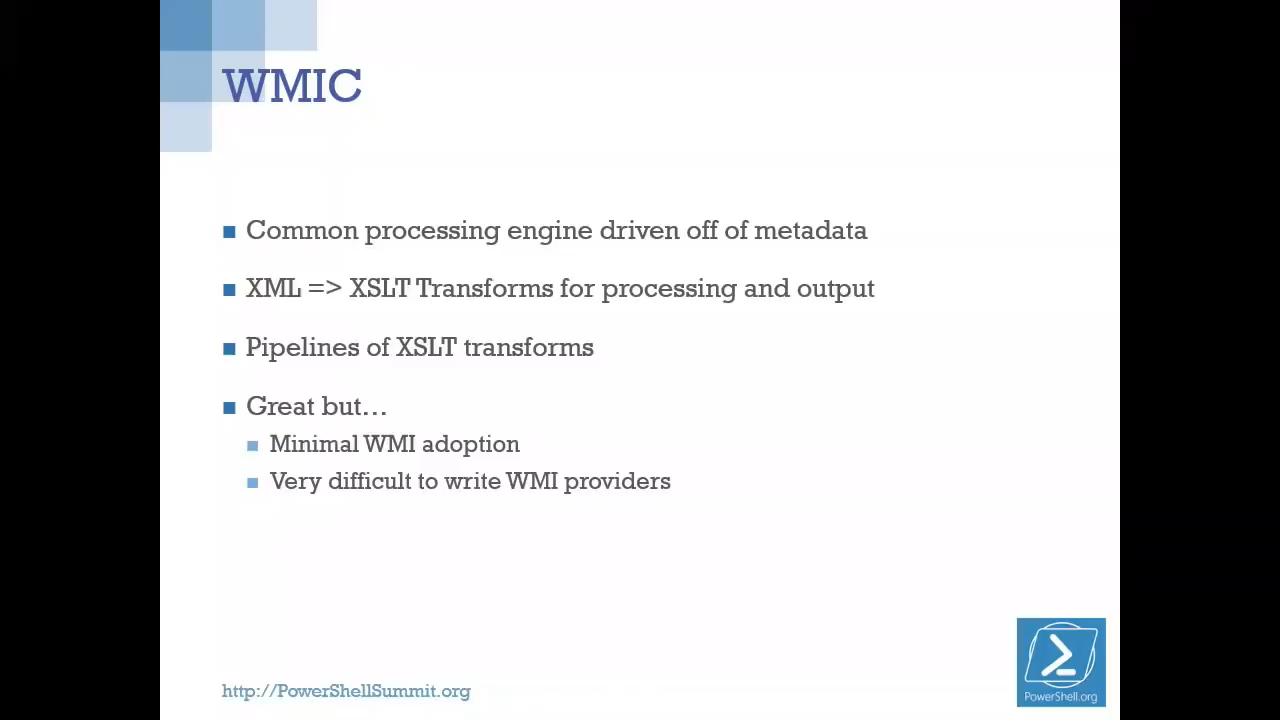 WMIC
Common processing engine driven off of metadata
XML => XSLT Transforms for processing and output
Pipelines of XSLT transforms
Great but…
Minimal WMI adoption
Very difficult to write WMI providers
http://PowerShellSummit.org
PowerShell.org